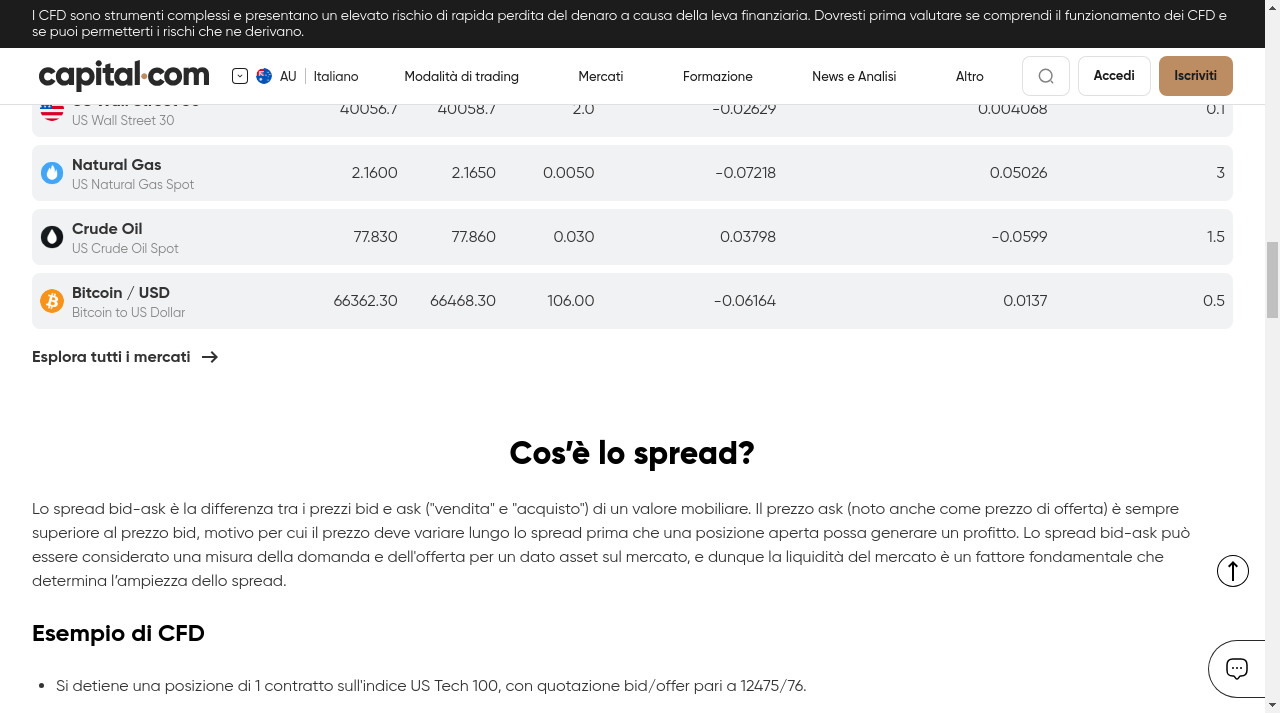 I CFD sono strumenti complessi e presentano un elevato rischio di rapida perdita del denaro a causa della leva finanziaria. Dovresti prima valutare se comprendi il funzionamento dei CFD e
se puoi permetterti i rischi che ne derivano.
capital.com
AU
Italiano
Modalità di trading
Mercati
Formazione
News e Analisi
Altro
Accedi
Iscriviti
40056.7
40058.7
2.0
-0.02629
0.004068
0.1
US Wall Street 30
Natural Gas
2.1600
2.1650
0.0050
-0.07218
0.05026
3
US Natural Gas Spot
Crude Oil
77.830
77.860
0.030
0.03798
-0.0599
1.5
US Crude Oil Spot
Bitcoin / USD
66362.30
66468.30
106.00
-0.06164
0.0137
0.5
Bitcoin to US Dollar
Esplora tutti i mercati
Cos’è lo spread?
Lo spread bid-ask è la differenza tra i prezzi bid e ask ("vendita" e "acquisto") di un valore mobiliare. Il prezzo ask (noto anche come prezzo di offerta) è sempre
superiore al prezzo bid, motivo per cui il prezzo deve variare lungo lo spread prima che una posizione aperta possa generare un profitto. Lo spread bid-ask può
essere considerato una misura della domanda e dell'offerta per un dato asset sul mercato, e dunque la liquidità del mercato è un fattore fondamentale che
determina l’ampiezza dello spread.
Esempio di CFD
Si detiene una posizione di 1 contratto sull'indice US Tech 100, con quotazione bid/offer pari a 12475/76.